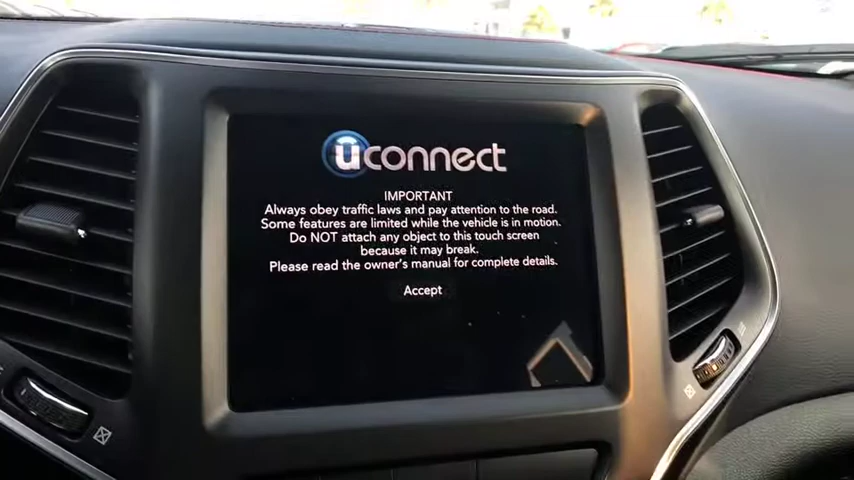 uconnect
IMPORTANT
Always obey traffic laws and pay attention to the road.
Some features are limited while the vehicle is in motion.
Do NOT attach any object to this touch screen
because it may break.
Please read the owner's manual for complete details.
Accept